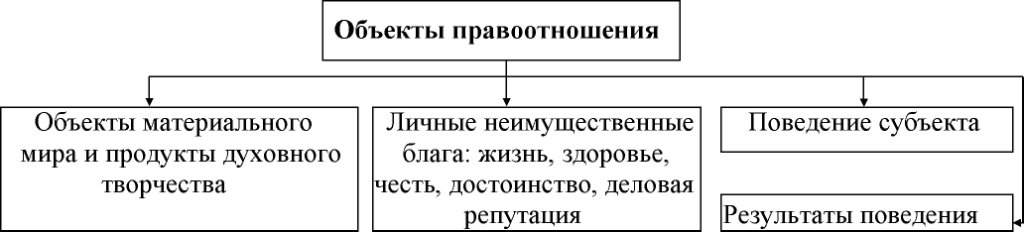 Объекты правоотношения
Объекты материального
мира и продукты духовного
творчества
Личные неимущественные
блага: жизнь, здоровье,
честь, достоинство, деловая
репутация
Поведение субъекта
Результаты поведения